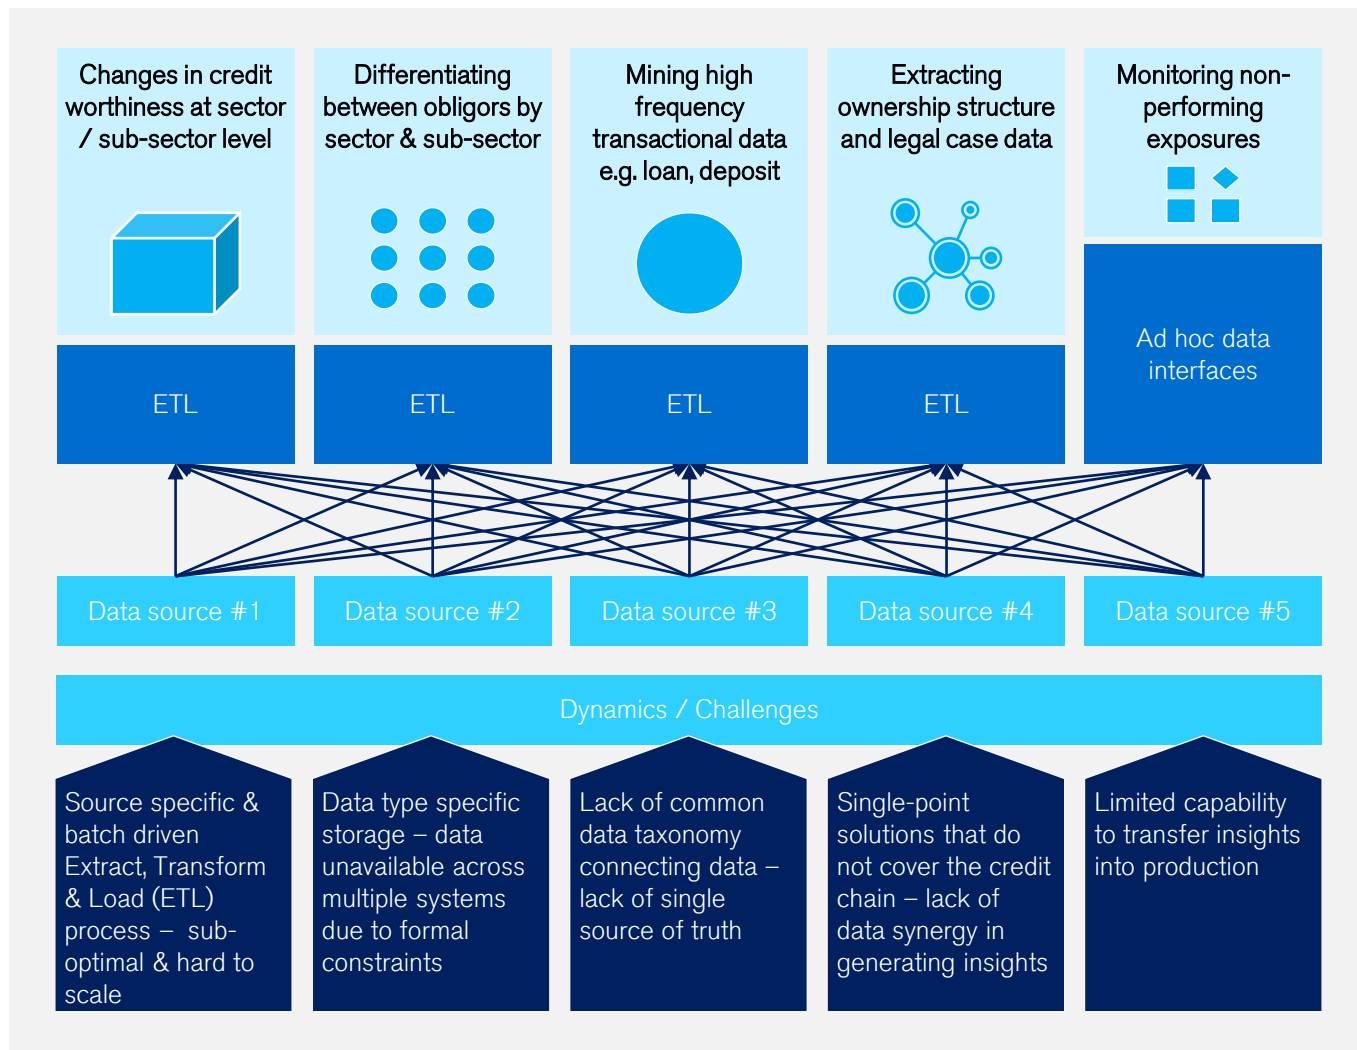 Changes in credit
worthiness at sector
/ sub-sector level
Differentiating
between obligors by
sector & sub-sector
Mining high
frequency
transactional data
e.g. loan, deposit
Extracting
ownership structure
and legal case data
Monitoring non-
performing
exposures
ETL
ETL
ETL
ETL
Ad hoc data
interfaces
Data source #1
Data source #2
Data source #3
Data source #4
Data source #5
Dynamics / Challenges
Source specific &
batch driven
Extract, Transform
& Load (ETL)
process – sub-
optimal & hard to
scale
Data type specific
storage – data
unavailable across
multiple systems
due to formal
constraints
Lack of common
data taxonomy
connecting data –
lack of single
source of truth
Single-point
solutions that do
not cover the credit
chain – lack of
data synergy in
generating insights
Limited capability
to transfer insights
into production